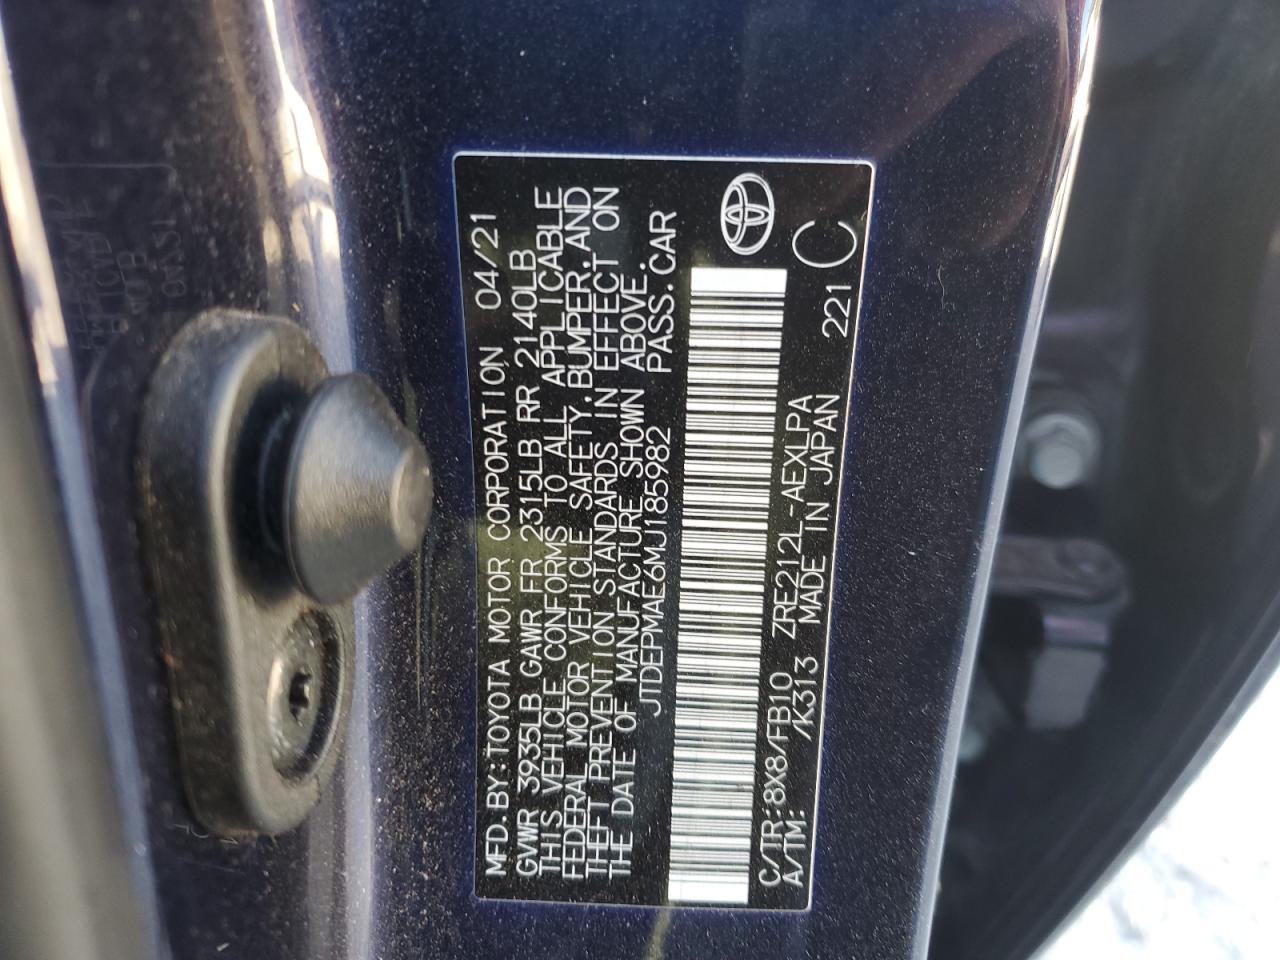 MFD.BY:TOYOTA MOTOR CORPORATION 04/21
GVWR 3935LB GAWR FR 2315LB RR 2140LB
THIS VEHICLE CONFORMS TO ALL APPLICABLE
FEDERAL MOTOR VEHICLE SAFETY,BUMPER,AND
THEFT PREVENTION STANDARDS IN EFFECT ON
THE DATE OF MANUFACTURE SHOWN ABOVE.
JTDEPMAE6MJ185982 PASS.CAR
C/TR:8X8/FB10 ZRE212L-AEXLPA
A/TM: /K313 MADE IN JAPAN 221
C